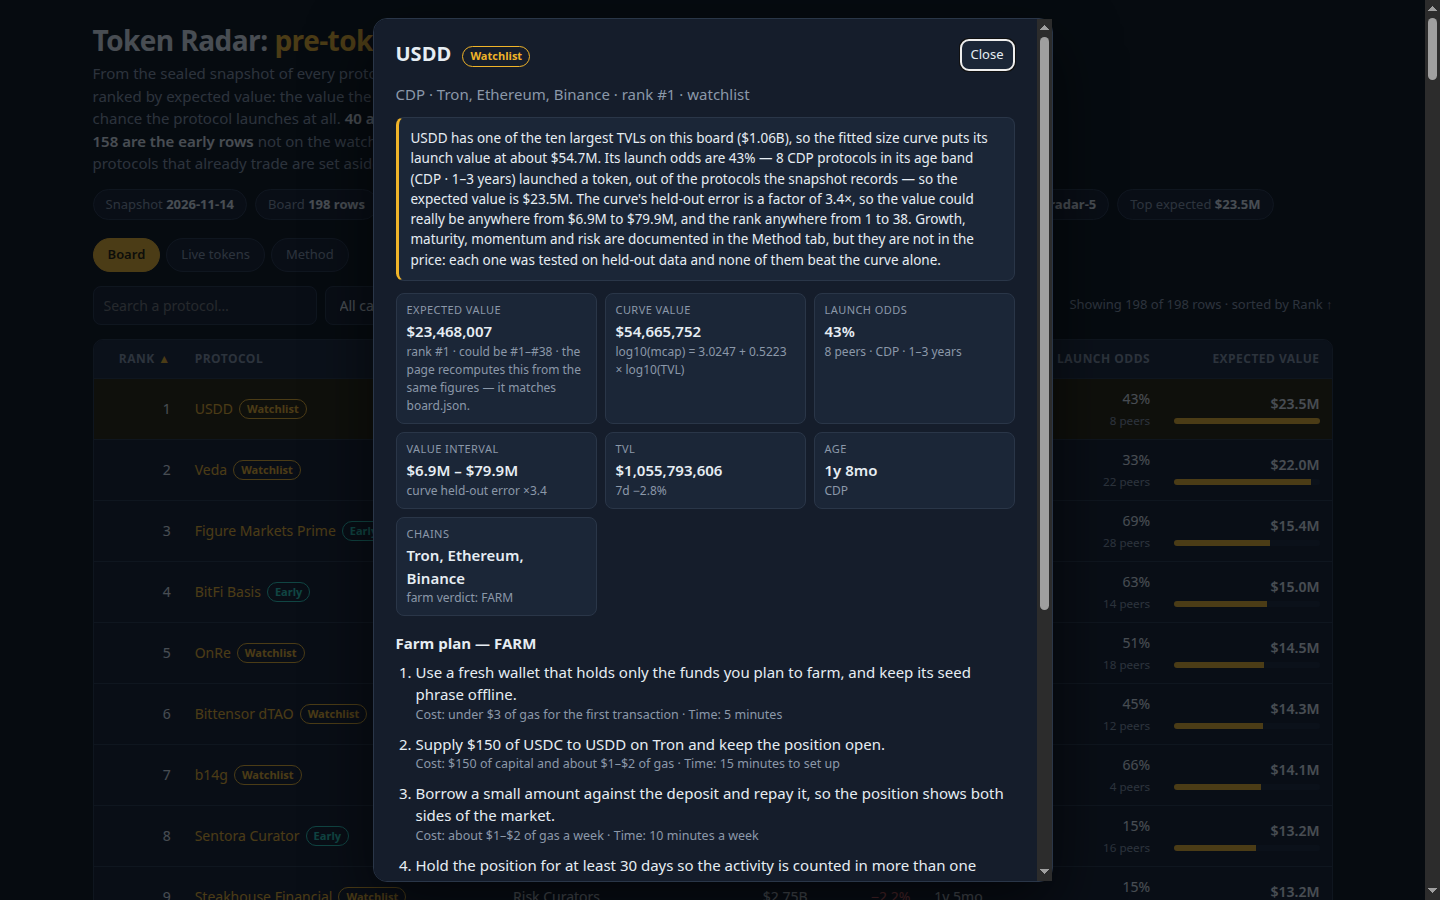 Token Radar: pre-tok
From the sealed snapshot of every proto
ranked by expected value: the value the
chance the protocol launches at all. 40 a
158 are the early rows not on the watch
protocols that already trade are set asid
Snapshot 2026-11-14
Board 198 rows
radar-5
Top expected $23.5M
Board
Live tokens
Method
Search a protocol...
All ca
Showing 198 of 198 rows · sorted by Rank ↑
RANK ▲ PROTOCOL LAUNCH ODDS EXPECTED VALUE
1 USDD Watchlist 43% 8 peers $23.5M
2 Veda Watchlist 33% 22 peers $22.0M
3 Figure Markets Prime Early 69% 28 peers $15.4M
4 BitFi Basis Early 63% 14 peers $15.0M
5 OnRe Watchlist 51% 18 peers $14.5M
6 Bittensor dTAO Watchlist 45% 12 peers $14.3M
7 b14g Watchlist 66% 4 peers $14.1M
8 Sentora Curator Early 15% 16 peers $13.2M
9 Steakhouse Financial Watchlist Risk Curators $2.75B −2.2% 1y 5mo 15% $13.2M
USDD Watchlist
Close
CDP · Tron, Ethereum, Binance · rank #1 · watchlist
USDD has one of the ten largest TVLs on this board ($1.06B), so the fitted size curve puts its
launch value at about $54.7M. Its launch odds are 43% — 8 CDP protocols in its age band
(CDP · 1–3 years) launched a token, out of the protocols the snapshot records — so the
expected value is $23.5M. The curve's held-out error is a factor of 3.4×, so the value could
really be anywhere from $6.9M to $79.9M, and the rank anywhere from 1 to 38. Growth,
maturity, momentum and risk are documented in the Method tab, but they are not in the
price: each one was tested on held-out data and none of them beat the curve alone.
EXPECTED VALUE
$23,468,007
rank #1 · could be #1–#38 · the
page recomputes this from the
same figures — it matches
board.json.
CURVE VALUE
$54,665,752
log10(mcap) = 3.0247 + 0.5223
× log10(TVL)
LAUNCH ODDS
43%
8 peers · CDP · 1–3 years
VALUE INTERVAL
$6.9M – $79.9M
curve held-out error ×3.4
TVL
$1,055,793,606
7d −2.8%
AGE
1y 8mo
CDP
CHAINS
Tron, Ethereum,
Binance
farm verdict: FARM
Farm plan — FARM
1. Use a fresh wallet that holds only the funds you plan to farm, and keep its seed
phrase offline.
Cost: under $3 of gas for the first transaction · Time: 5 minutes
2. Supply $150 of USDC to USDD on Tron and keep the position open.
Cost: $150 of capital and about $1–$2 of gas · Time: 15 minutes to set up
3. Borrow a small amount against the deposit and repay it, so the position shows both
sides of the market.
Cost: about $1–$2 of gas a week · Time: 10 minutes a week
4. Hold the position for at least 30 days so the activity is counted in more than one